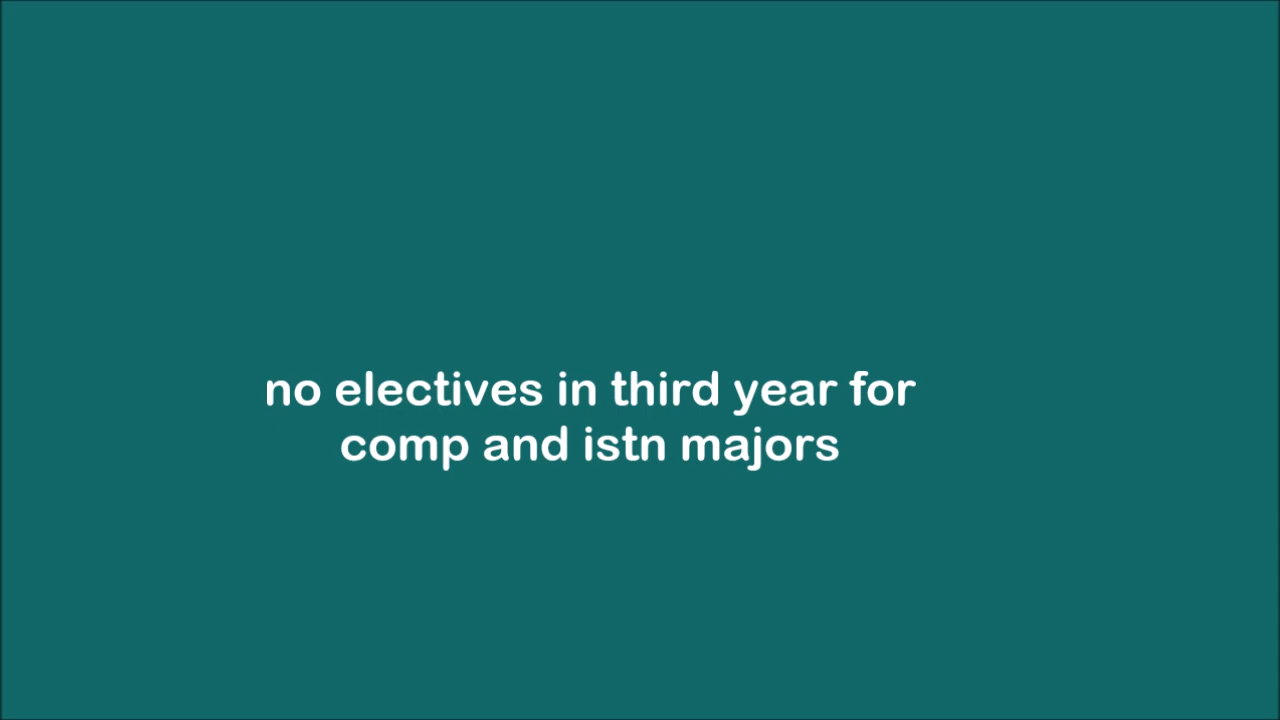 no electives in third year for
comp and istn majors